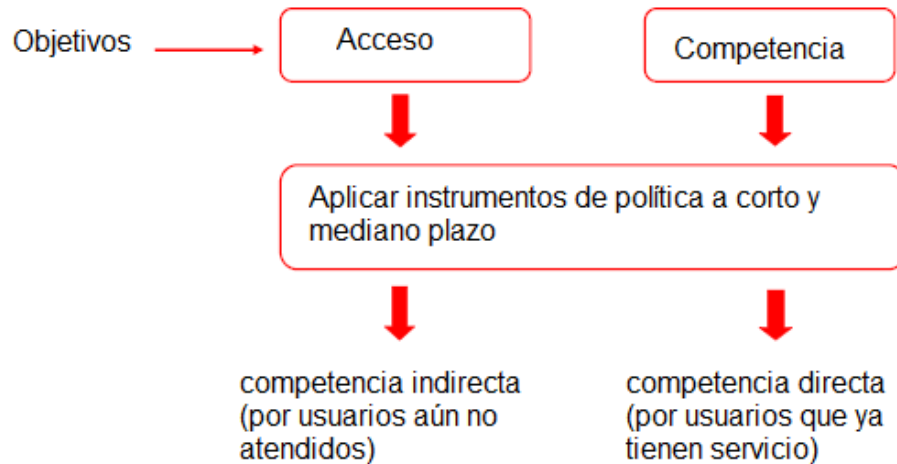 Objetivos
Acceso
Competencia
Aplicar instrumentos de política a corto y
mediano plazo
competencia indirecta
(por usuarios aún no
atendidos)
competencia directa
(por usuarios que ya
tienen servicio)